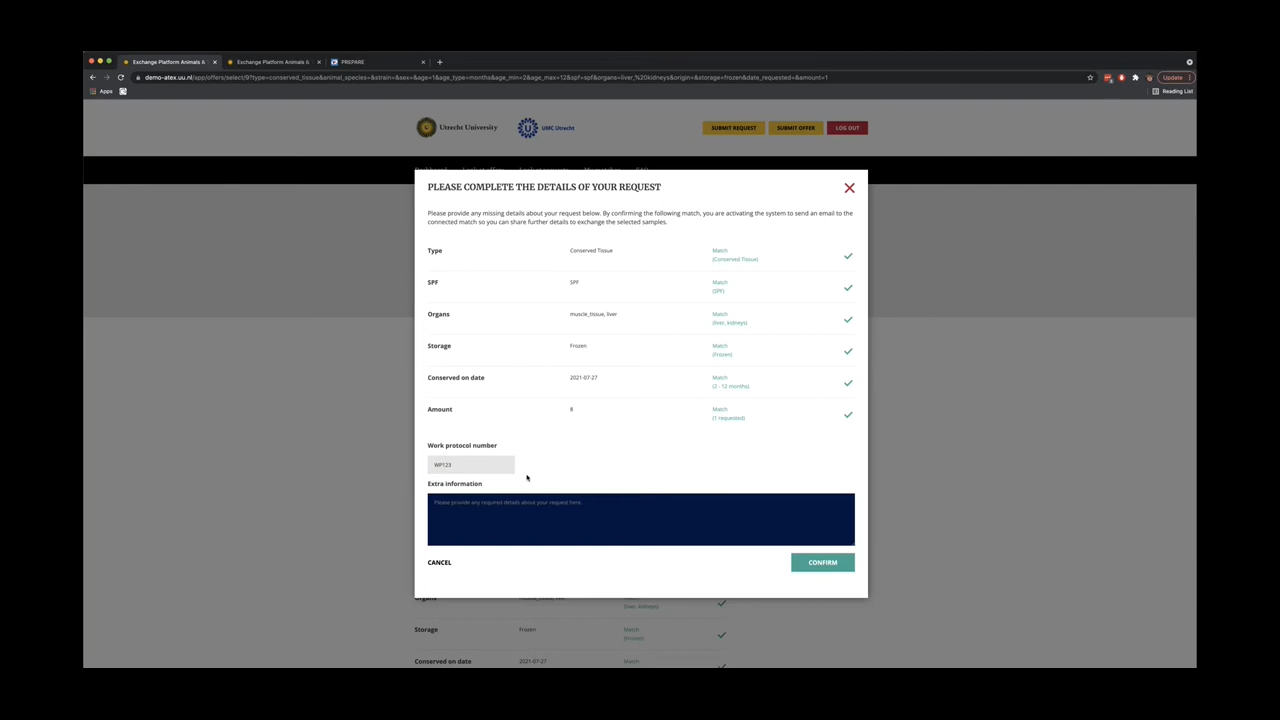 Exchange Platform Animals &
Exchange Platform Animals &
PREPARE
demo-atex.uu.nl/app/offers/select/9?type=conserved_tissue&animal_species=&strain=&sex=&age=1&age_type=months&age_min=2&age_max=12&spf=spf&organs=liver,%20kidneys&origin=&storage=frozen&date_requested=&amount=1
Update
Apps
Reading List
Utrecht University
UMC Utrecht
SUBMIT REQUEST
SUBMIT OFFER
LOG OUT
PLEASE COMPLETE THE DETAILS OF YOUR REQUEST
Please provide any missing details about your request below. By confirming the following match, you are activating the system to send an email to the
connected match so you can share further details to exchange the selected samples.
Type
Conserved Tissue
Match
(Conserved Tissue)
SPF
SPF
Match
(SPF)
Organs
muscle_tissue, liver
Match
(liver, kidneys)
Storage
Frozen
Match
(Frozen)
Conserved on date
2021-07-27
Match
(2 - 12 months)
Amount
8
Match
(1 requested)
Work protocol number
WP123
Extra information
Please provide any required details about your request here.
CANCEL
CONFIRM
(liver, kidneys)
Storage
Frozen
Match
(Frozen)
Conserved on date
2021-07-27
Match